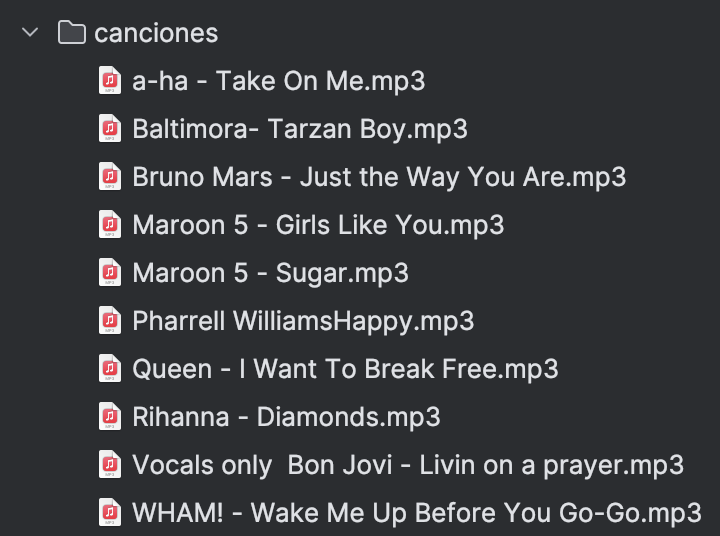 canciones
a-ha - Take On Me.mp3
Baltimora- Tarzan Boy.mp3
Bruno Mars - Just the Way You Are.mp3
Maroon 5 - Girls Like You.mp3
Maroon 5 - Sugar.mp3
Pharrell WilliamsHappy.mp3
Queen - I Want To Break Free.mp3
Rihanna - Diamonds.mp3
Vocals only  Bon Jovi - Livin on a prayer.mp3
WHAM! - Wake Me Up Before You Go-Go.mp3